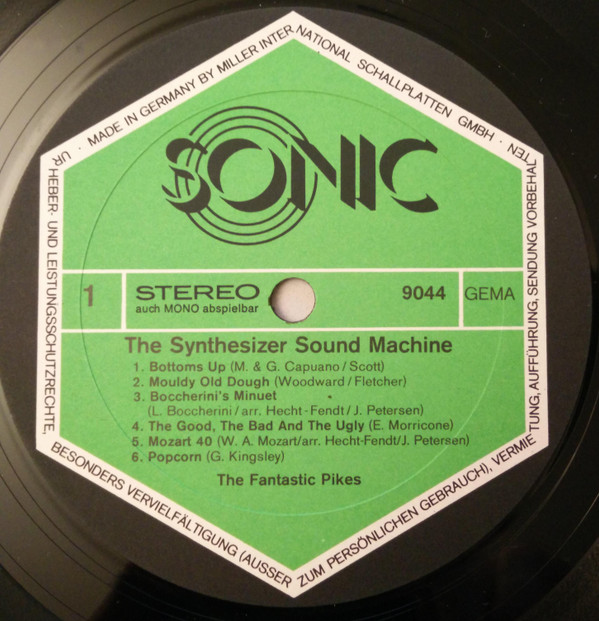 · MADE IN GERMANY BY MILLER INTERNATIONAL SCHALLPLATTEN GMBH ·
SONIC
1
STEREO
auch MONO abspielbar
9044
GEMA
The Synthesizer Sound Machine
1. Bottoms Up (M. & G. Capuano/Scott)
2. Mouldy Old Dough (Woodward/Fletcher)
3. Boccherini's Minuet
(L. Boccherini/arr. Hecht-Fendt/J. Petersen)
4. The Good, The Bad And The Ugly (E. Morricone)
5. Mozart 40 (W. A. Mozart/arr. Hecht-Fendt/J. Petersen)
6. Popcorn (G. Kingsley)
The Fantastic Pikes
URHEBER- UND LEISTUNGSSCHUTZRECHTE, BESONDERS VERVIELFÄLTIGUNG (AUSSER ZUM PERSÖNLICHEN GEBRAUCH), VERMIETUNG, AUFFÜHRUNG, SENDUNG VORBEHALTEN